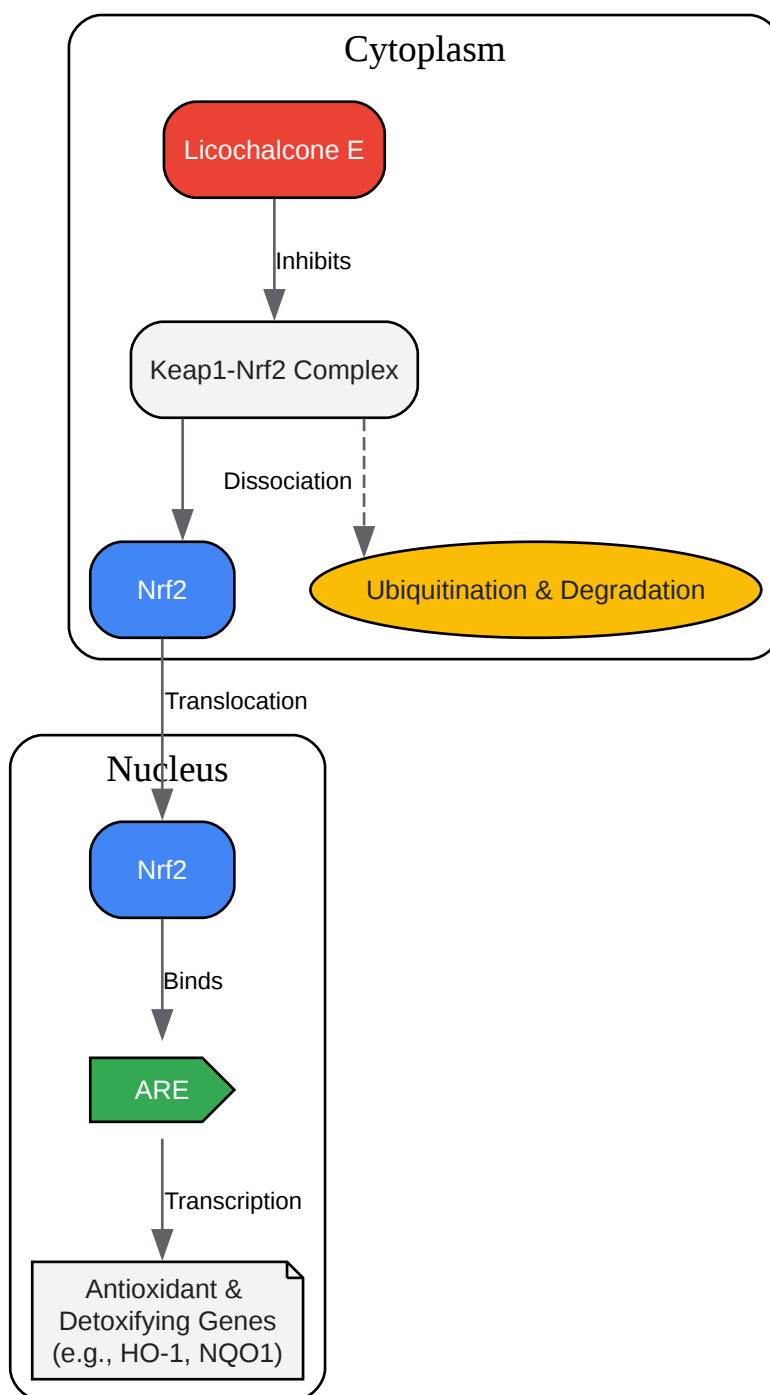 Cytoplasm
Licochalcone E
Inhibits
Keap1-Nrf2 Complex
Dissociation
Nrf2
Ubiquitination & Degradation
Translocation
Nucleus
Nrf2
Binds
ARE
Transcription
Antioxidant &
Detoxifying Genes
(e.g., HO-1, NQO1)